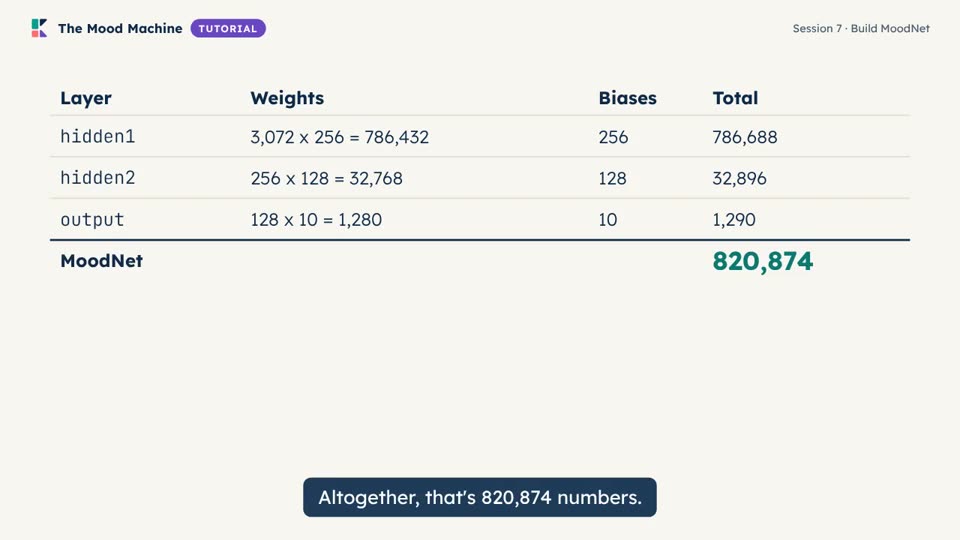 The Mood Machine TUTORIAL Session 7 · Build MoodNet
Layer Weights Biases Total
hidden1 3,072 x 256 = 786,432 256 786,688
hidden2 256 x 128 = 32,768 128 32,896
output 128 x 10 = 1,280 10 1,290
MoodNet 820,874
Altogether, that's 820,874 numbers.